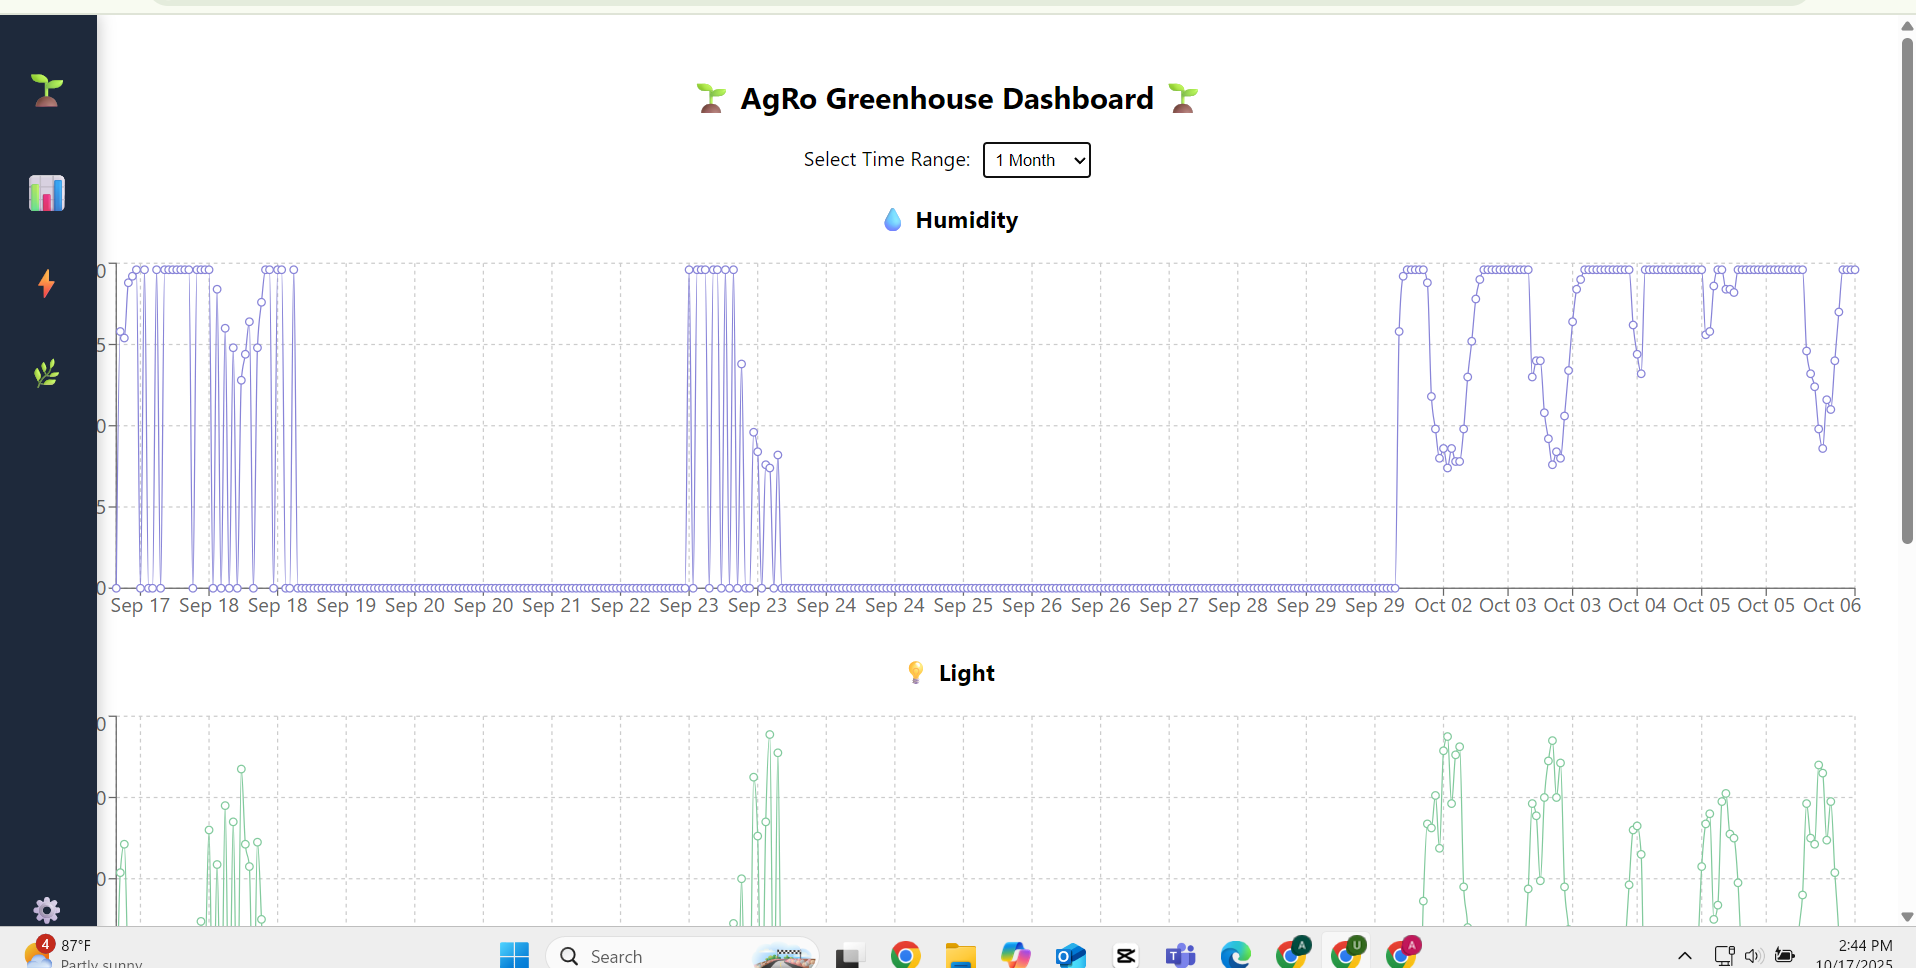 AgRo Greenhouse Dashboard
Select Time Range: 1 Month
Humidity
0
5
0
5
0
Sep 17 Sep 18 Sep 18 Sep 19 Sep 20 Sep 20 Sep 21 Sep 22 Sep 23 Sep 23 Sep 24 Sep 24 Sep 25 Sep 26 Sep 26 Sep 27 Sep 28 Sep 29 Sep 29 Oct 02 Oct 03 Oct 03 Oct 04 Oct 05 Oct 05 Oct 06
Light
0
0
0
4
87°F
Partly sunny
Search
A
U
A
2:44 PM
10/17/2025